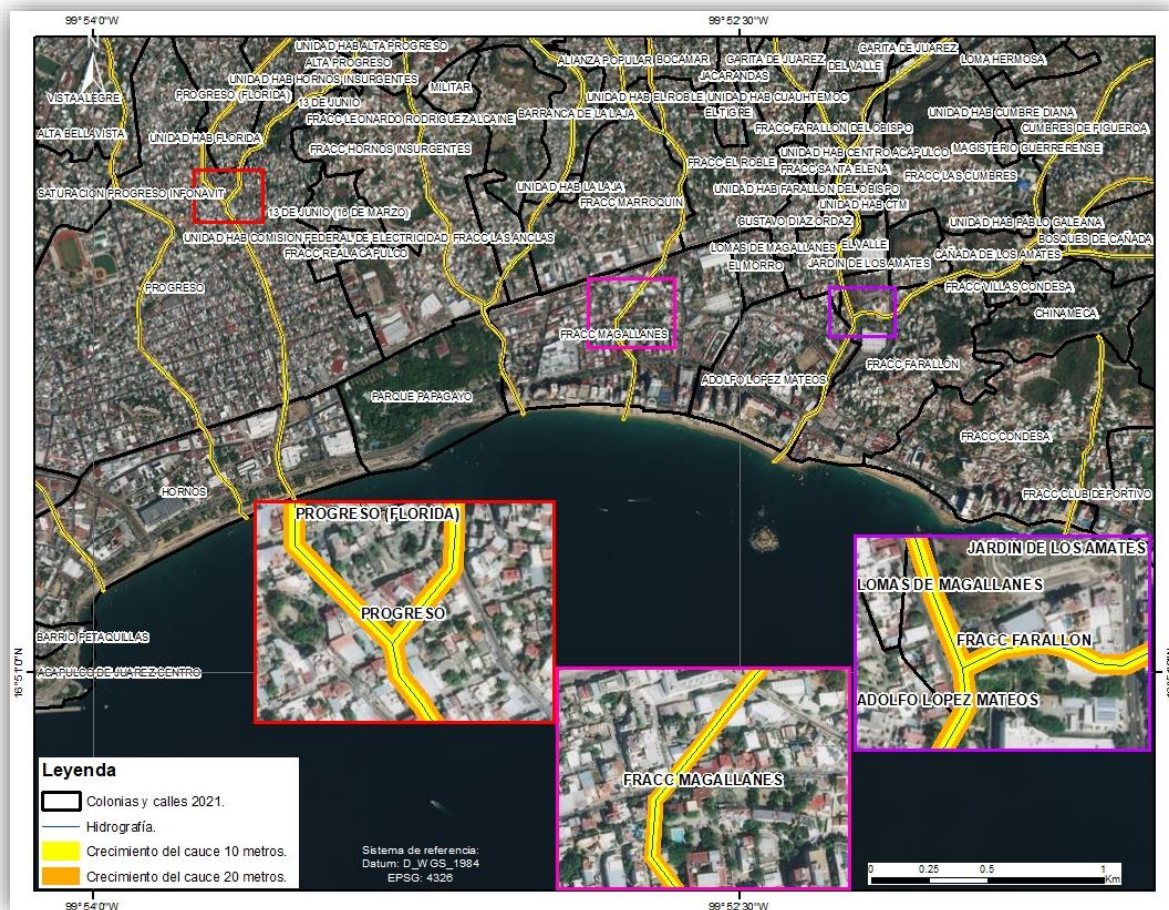 99°54'0"W
99°52'30"W
N
UNIDAD HAB ALTA PROGRESO
GARITA DE JUAREZ
ALTA PROGRESO
ALIANZA POPULAR
BOCAMAR
GARITA DE JUAREZ
DEL VALLE
LOMA HERMOSA
UNIDAD HAB HORNOS INSURGENTES
MILITAR
JACARANDAS
VISTA ALEGRE
PROGRESO (FLORIDA)
13 DE JUNIO
UNIDAD HAB EL ROBLE
UNIDAD HAB CUAUHTEMOC
FRACC LEONARDO RODRIGUEZ ALCAINE
BARRANCA DE LA LAJA
EL TIGRE
UNIDAD HAB CUMBRE DIANA
ALTA BELLA VISTA
UNIDAD HAB FLORIDA
FRACC FARALLON DEL OBISPO
CUMBRES DE FIGUEROA
FRACC HORNOS INSURGENTES
UNIDAD HAB CENTRO ACAPULCO
MAGISTERIO GUERRERENSE
FRACC EL ROBLE
FRACC SANTA ELENA
FRACC LAS CUMBRES
SATURACION PROGRESO INFONAVIT
UNIDAD HAB LA LAJA
UNIDAD HAB FARALLON DEL OBISPO
FRACC MARROQUIN
UNIDAD HAB CTM
13 DE JUNIO (18 DE MARZO)
GUSTAVO DIAZ ORDAZ
UNIDAD HAB PABLO GALEANA
UNIDAD HAB COMISION FEDERAL DE ELECTRICIDAD
FRACC LAS ANCLAS
LOMAS DE MAGALLANES
EL VALLE
BOSQUES DE CAÑADA
FRACC REAL ACAPULCO
EL MORRO
JARDIN DE LOS AMATES
CAÑADA DE LOS AMATES
PROGRESO
FRACC VILLAS CONDESA
CHINAMECA
FRACC MAGALLANES
FRACC FARALLÓN
ADOLFO LOPEZ MATEOS
PARQUE PAPAGAYO
FRACC CONDESA
HORNOS
FRACC CLUB DEPORTIVO
PROGRESO (FLORIDA)
PROGRESO
JARDIN DE LOS AMATES
LOMAS DE MAGALLANES
FRACC FARALLON
ADOLFO LOPEZ MATEOS
BARRIO PETAQUILLAS
ACAPULCO DE JUAREZ CENTRO
16°51'0"N
FRACC MAGALLANES
Leyenda
Colonias y calles 2021.
Hidrografía.
Crecimiento del cauce 10 metros.
Crecimiento del cauce 20 metros.
Sistema de referencia:
Datum: D_WGS_1984
EPSG: 4326
0 0.25 0.5 1
Km
99°54'0"W
99°52'30"W